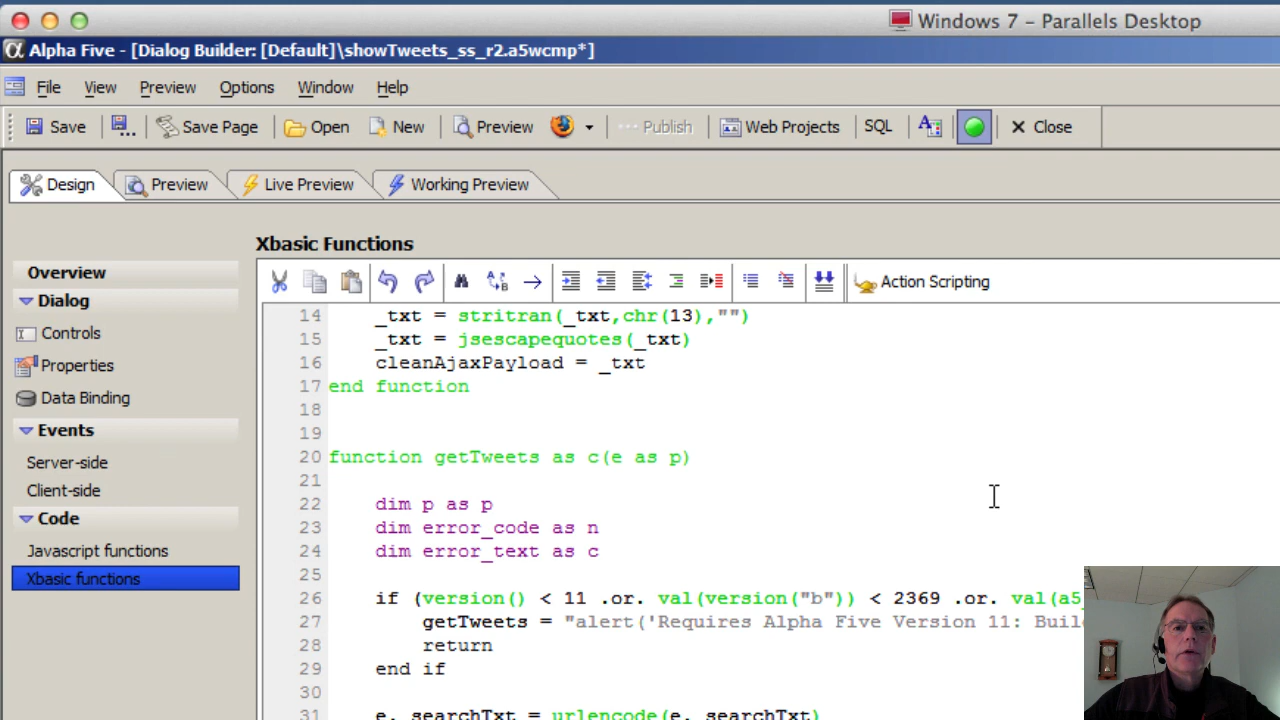 Windows 7 - Parallels Desktop
Alpha Five - [Dialog Builder: [Default]\showTweets_ss_r2.a5wcmp*]
File View Preview Options Window Help
Save Save Page Open New Preview Publish Web Projects SQL A Close
Design Preview Live Preview Working Preview
Xbasic Functions
Overview
Dialog
Controls
Properties
Data Binding
Events
Server-side
Client-side
Code
Javascript functions
Xbasic functions
Action Scripting
14 _txt = stritran(_txt,chr(13),"")
15 _txt = jsescapequotes(_txt)
16 cleanAjaxPayload = _txt
17 end function
18
19
20 function getTweets as c(e as p)
21
22 dim p as p
23 dim error_code as n
24 dim error_text as c
25
26 if (version() < 11 .or. val(version("b")) < 2369 .or. val(a5_
27 getTweets = "alert('Requires Alpha Five Version 11: Buil
28 return
29 end if
30
31 e._searchTxt = urlencode(e._searchTxt)